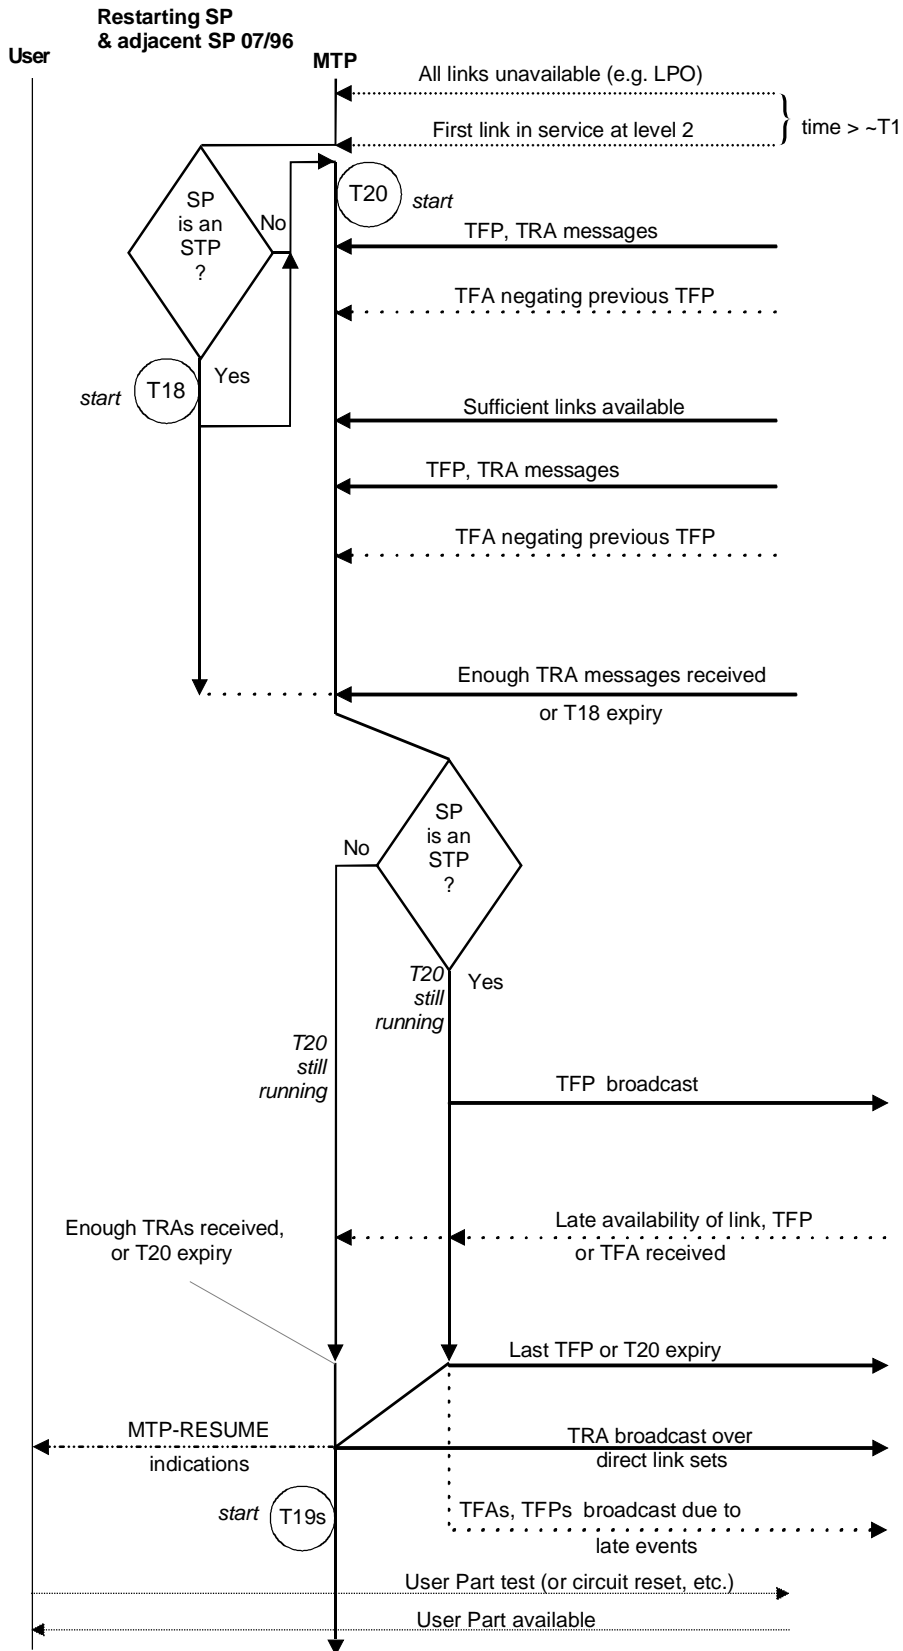 Restarting SP
& adjacent SP 07/96
User
MTP
All links unavailable (e.g. LPO)
time > ~T1
First link in service at level 2
SP
is an
STP
?
No
T20
start
TFP, TRA messages
TFA negating previous TFP
Yes
T18
start
Sufficient links available
TFP, TRA messages
TFA negating previous TFP
Enough TRA messages received
or T18 expiry
SP
is an
STP
?
No
Yes
T20
still
running
T20
still
running
TFP broadcast
Enough TRAs received,
or T20 expiry
Late availability of link, TFP
or TFA received
Last TFP or T20 expiry
MTP-RESUME
indications
TRA broadcast over
direct link sets
start
T19s
TFAs, TFPs broadcast due to
late events
User Part test (or circuit reset, etc.)
User Part available